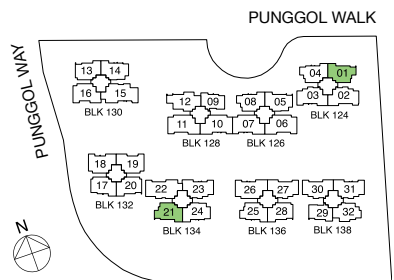 PUNGGOL WALK
PUNGGOL WAY
13 14
16 15
BLK 130
04 01
03 02
BLK 124
12 09
11 10
BLK 128
08 05
07 06
BLK 126
18 19
17 20
BLK 132
22 23
21 24
BLK 134
26 27
25 28
BLK 136
30 31
29 32
BLK 138
N